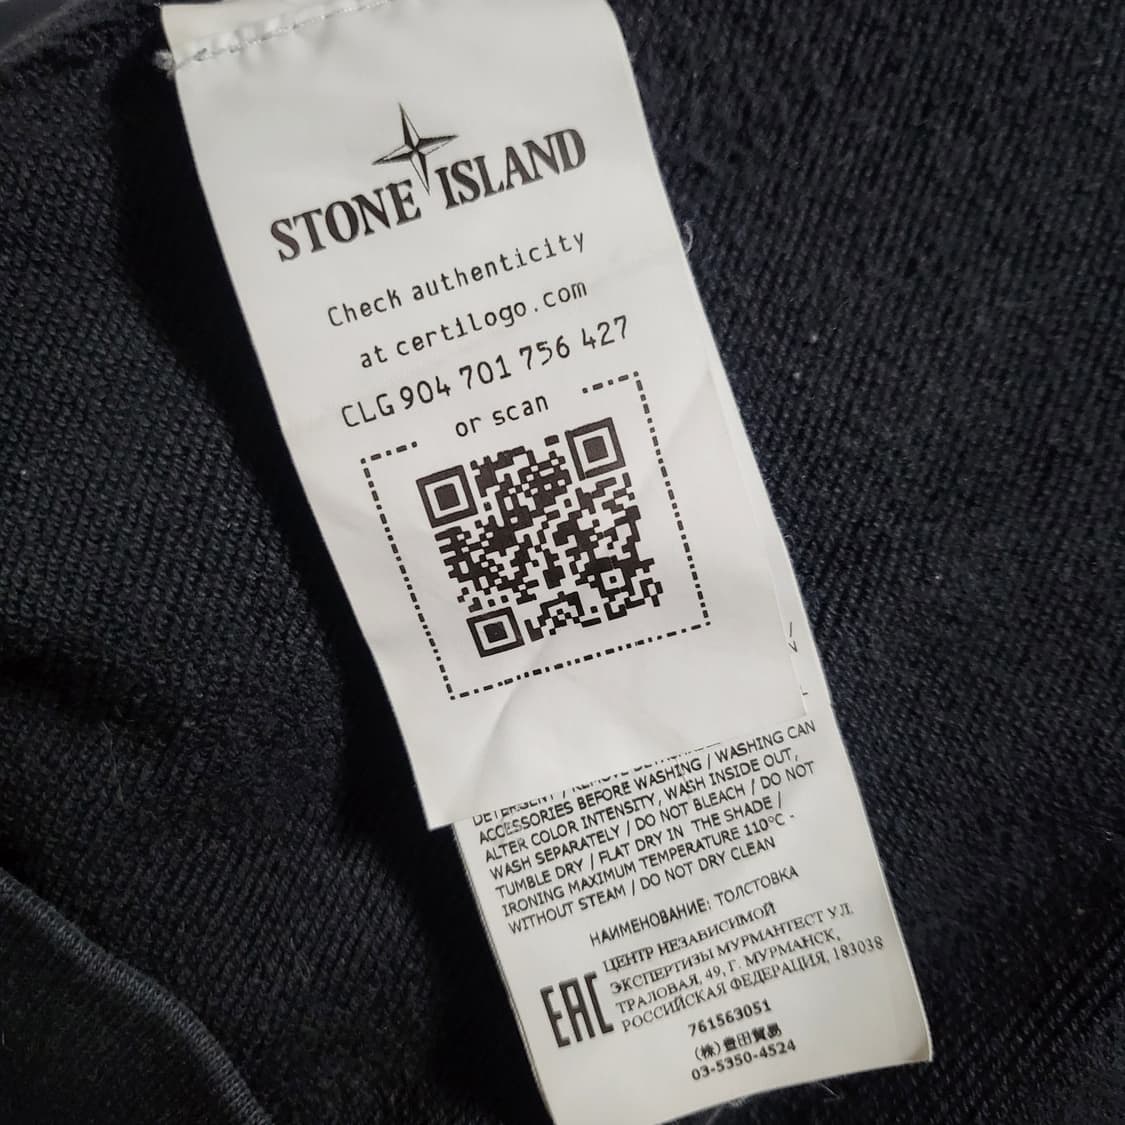 STONE ISLAND
Check authenticity
at certilogo.com
CLG 904 701 756 427
or scan
ACCESSORIES BEFORE WASHING / WASHING CAN
ALTER COLOR INTENSITY, WASH INSIDE OUT,
WASH SEPARATELY / DO NOT BLEACH / DO NOT
TUMBLE DRY / FLAT DRY IN THE SHADE /
IRONING MAXIMUM TEMPERATURE 110°C -
WITHOUT STEAM / DO NOT DRY CLEAN
НАИМЕНОВАНИЕ: ТОЛСТОВКА
ЦЕНТР НЕЗАВИСИМОЙ
ЭКСПЕРТИЗЫ МУРМАНТЕСТ УЛ.
ТРАЛОВАЯ, 49, Г. МУРМАНСК,
РОССИЙСКАЯ ФЕДЕРАЦИЯ, 183038
EAC
761563051
(株)豊田貿易
03-5350-4524